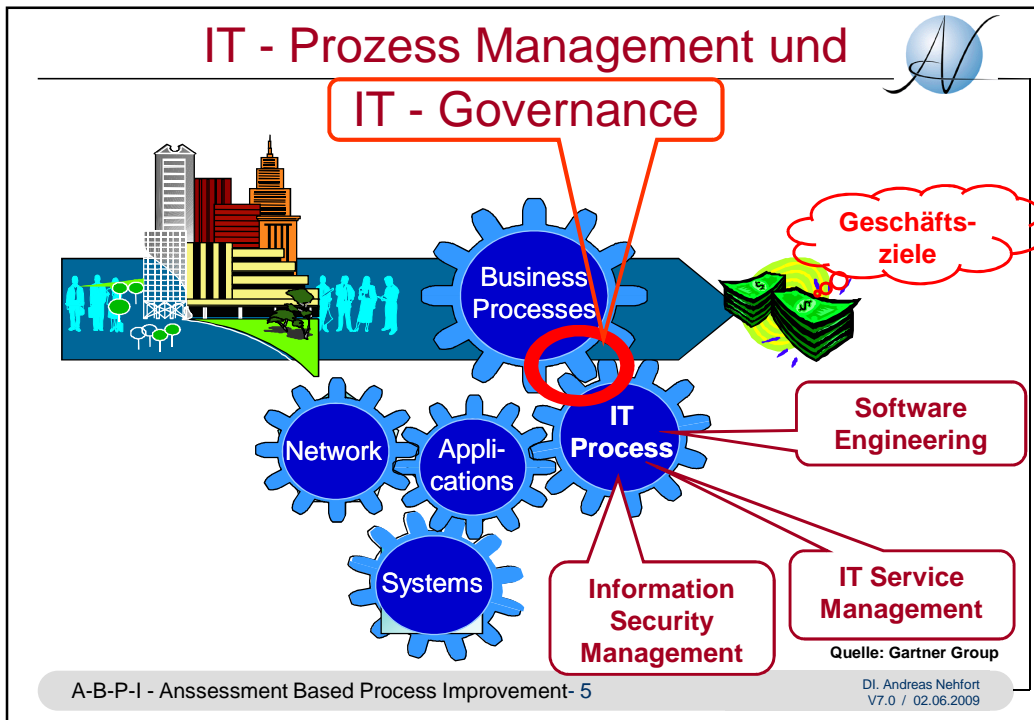 IT - Prozess Management und
IT - Governance
Geschäfts-
ziele
Business
Processes
IT
Process
Network
Appli-
cations
Systems
Software
Engineering
IT Service
Management
Information
Security
Management
Quelle: Gartner Group
A-B-P-I - Anssessment Based Process Improvement- 5
DI. Andreas Nehfort
V7.0 / 02.06.2009